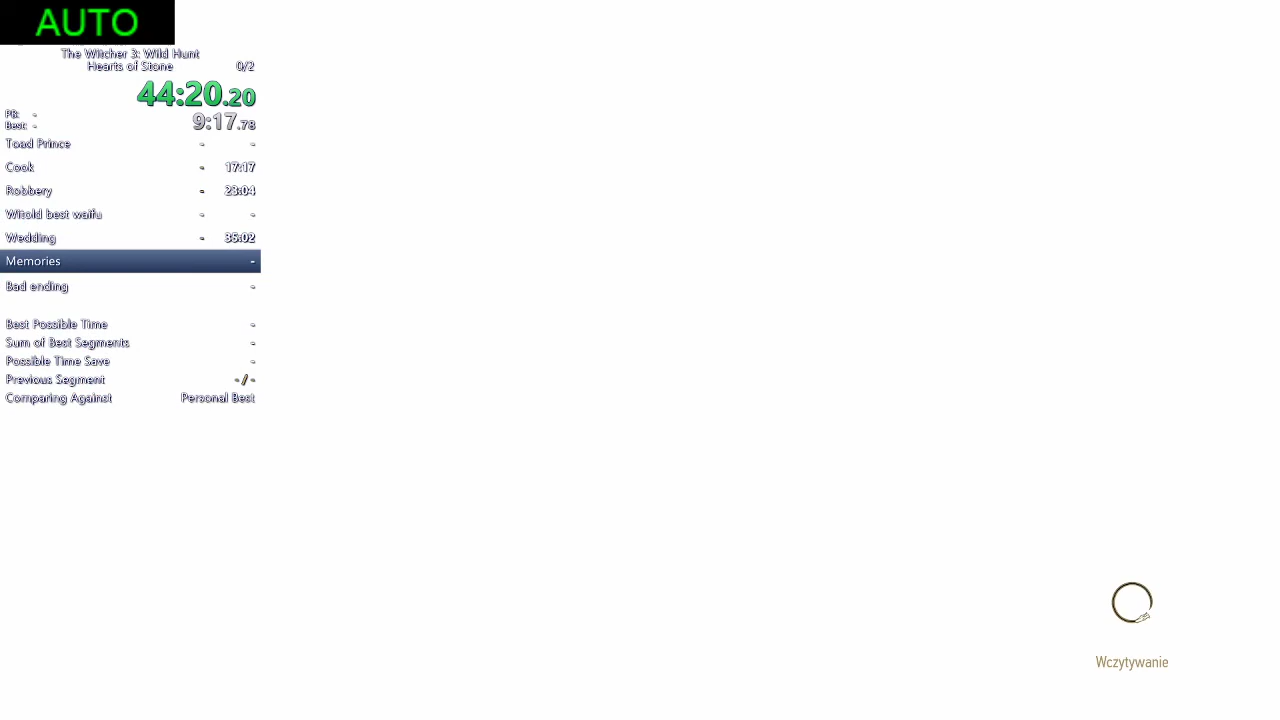 AUTO
The Witcher 3: Wild Hunt
Hearts of Stone 0/2
44:20.20
PB: -
9:17.78
Best: -
Toad Prince - -
Cook - 17:17
Robbery - 23:04
Witold best waifu - -
Wedding - 35:02
Memories -
Bad ending -
Best Possible Time -
Sum of Best Segments -
Possible Time Save -
Previous Segment - / -
Comparing Against Personal Best
Wczytywanie